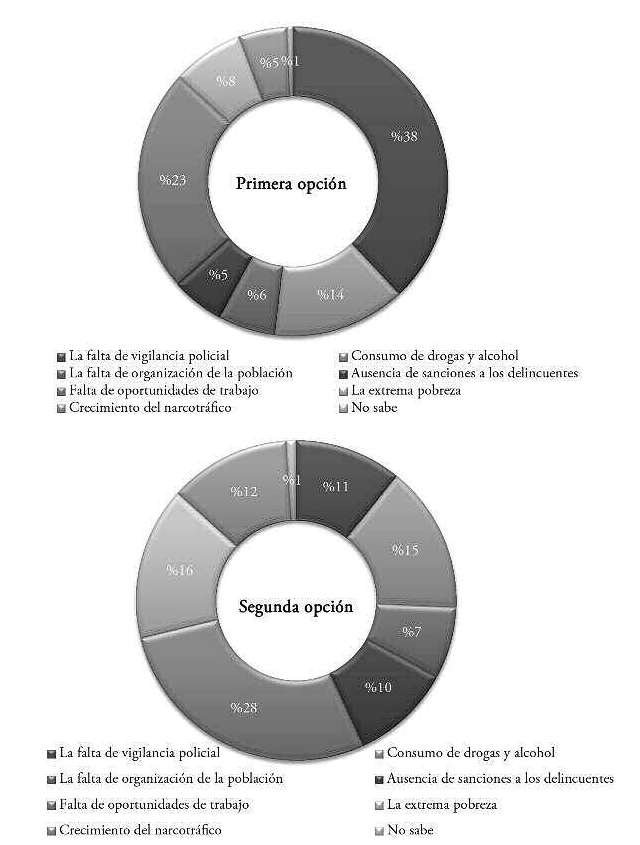 %8
%5
%1
%38
%23
Primera opción
%5
%6
%14
La falta de vigilancia policial
Consumo de drogas y alcohol
La falta de organización de la población
Ausencia de sanciones a los delincuentes
Falta de oportunidades de trabajo
La extrema pobreza
Crecimiento del narcotráfico
No sabe
%12
%1
%11
%15
%16
Segunda opción
%7
%10
%28
La falta de vigilancia policial
Consumo de drogas y alcohol
La falta de organización de la población
Ausencia de sanciones a los delincuentes
Falta de oportunidades de trabajo
La extrema pobreza
Crecimiento del narcotráfico
No sabe